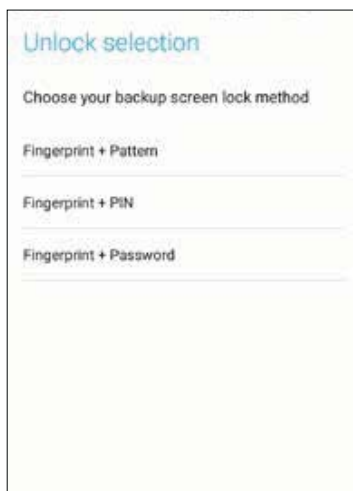 Unlock selection
Choose your backup screen lock method
Fingerprint + Pattern
Fingerprint + PIN
Fingerprint + Password